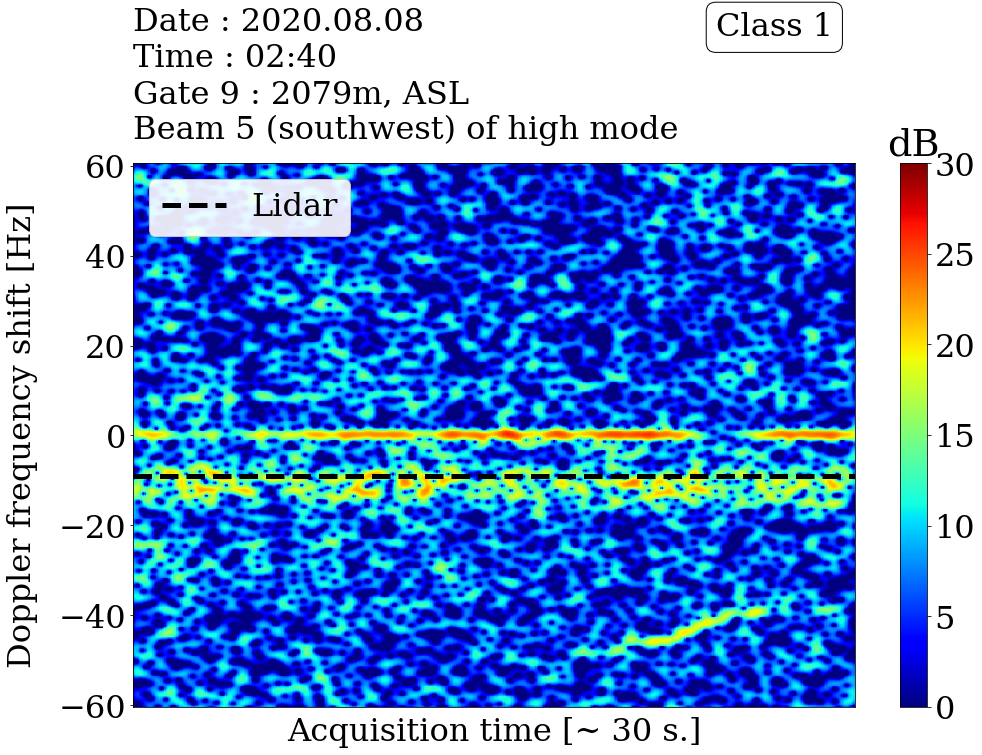 Date : 2020.08.08
Class 1
Time : 02:40
Gate 9 : 2079m, ASL
Beam 5 (southwest) of high mode
dB
Lidar
60
40
20
0
−20
−40
−60
Doppler frequency shift [Hz]
Acquisition time [~ 30 s.]
30
25
20
15
10
5
0